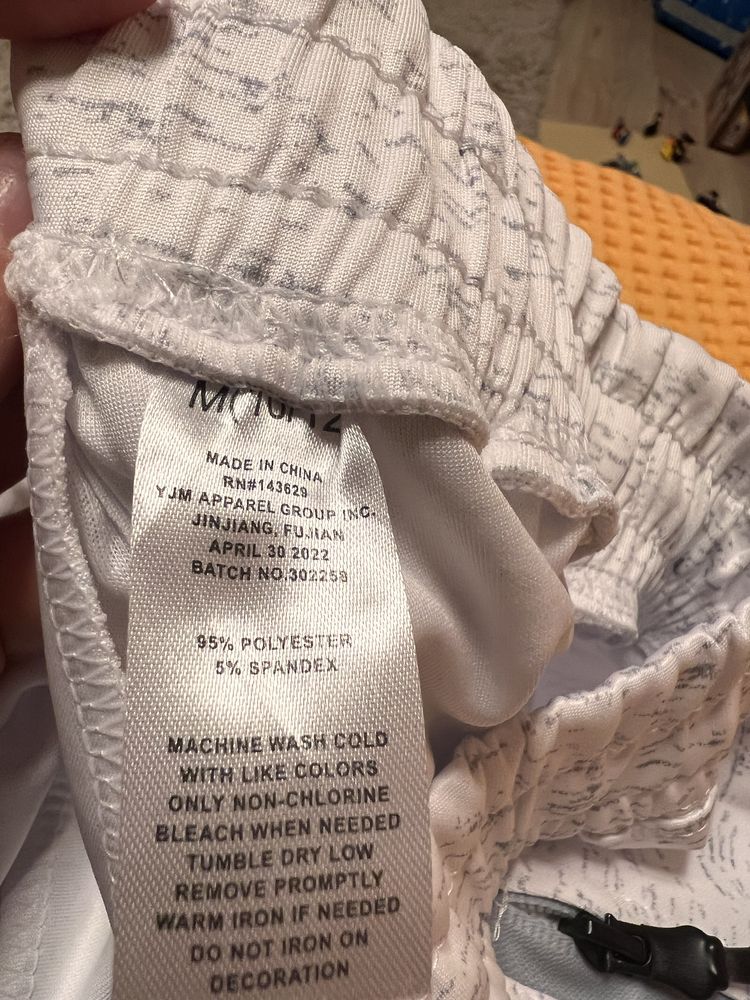 MADE IN CHINA
RN#143629
YJM APPAREL GROUP INC.
JINJIANG, FUJIAN
APRIL 30 2022
BATCH NO.302259
95% POLYESTER
5% SPANDEX
MACHINE WASH COLD
WITH LIKE COLORS
ONLY NON-CHLORINE
BLEACH WHEN NEEDED
TUMBLE DRY LOW
REMOVE PROMPTLY
WARM IRON IF NEEDED
DO NOT IRON ON
DECORATION